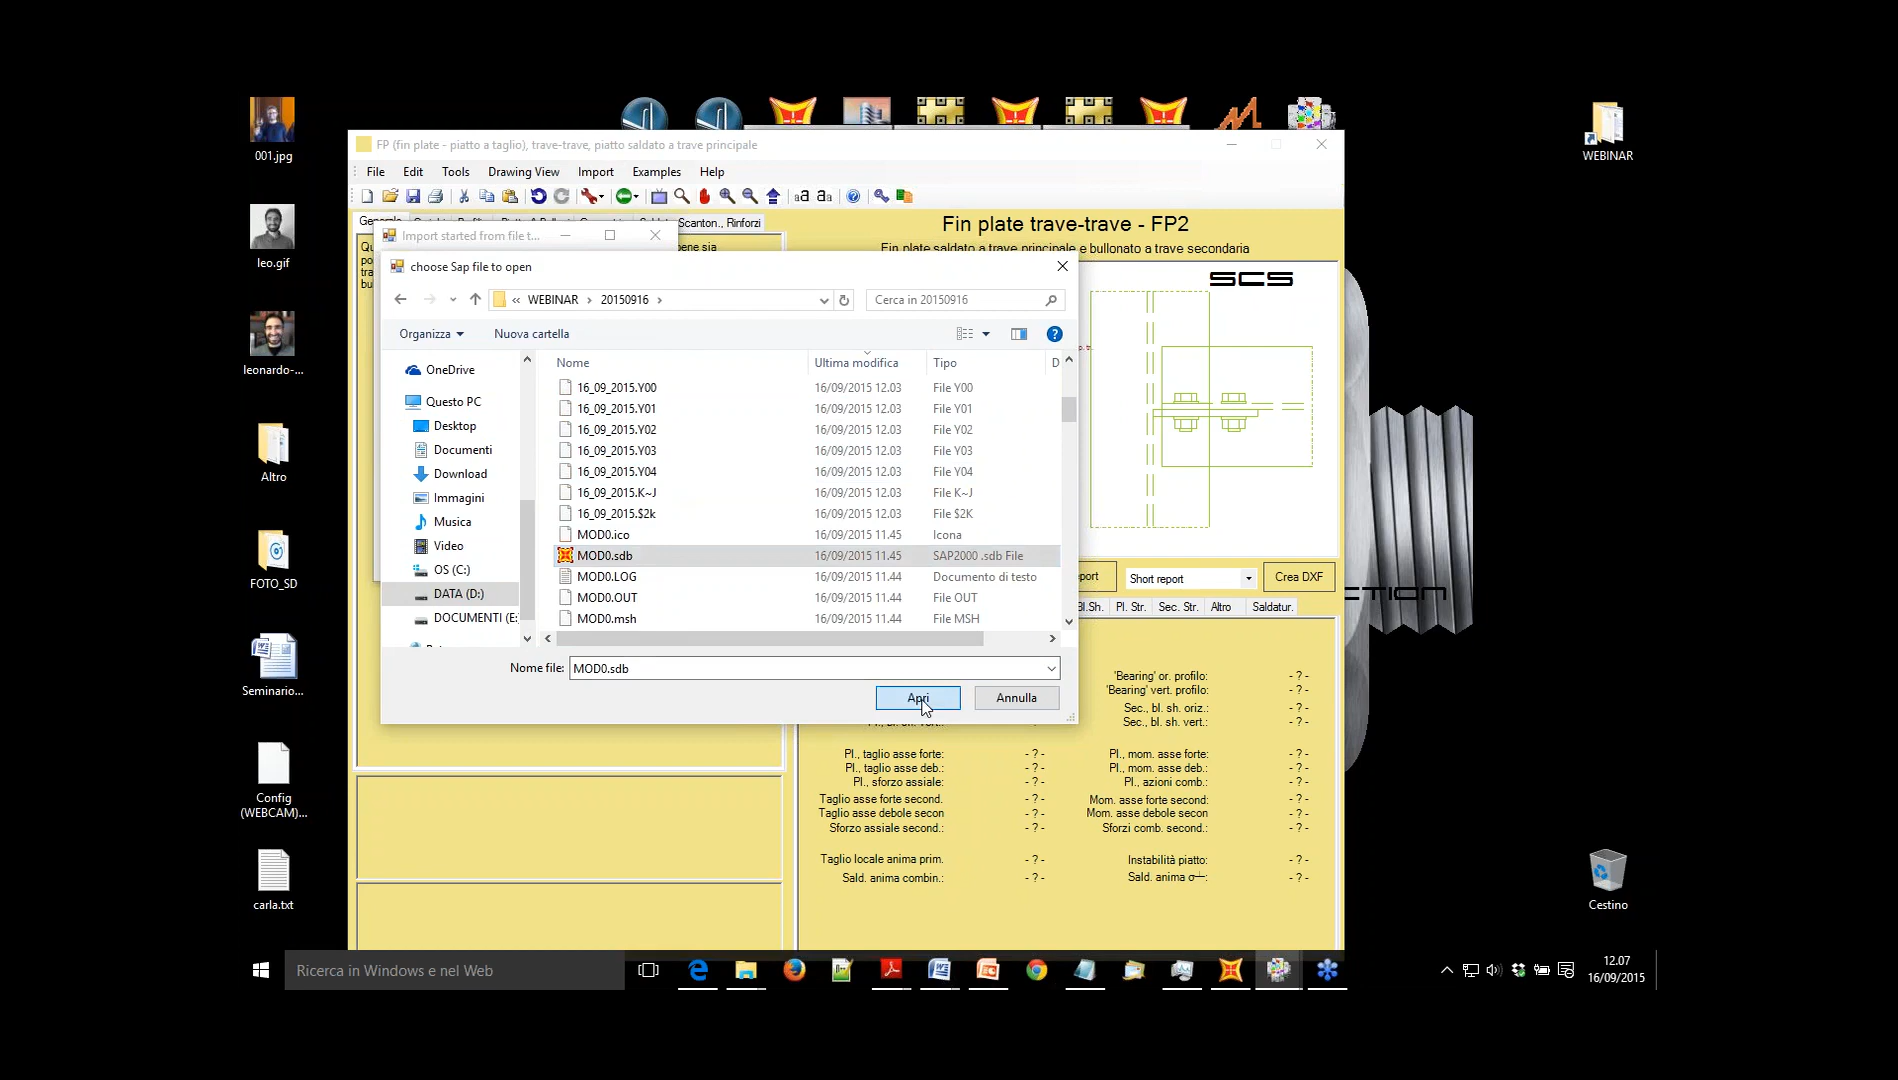 001.jpg
leo.gif
leonardo-...
Altro
FOTO_SD
Seminario...
Config
(WEBCAM)...
carla.txt
WEBINAR
Cestino
FP (fin plate - piatto a taglio), trave-trave, piatto saldato a trave principale
File Edit Tools Drawing View Import Examples Help
aa aa
Scanton., Rinforzi
Import started from file t...
pene sia
Qu
po
tra
bu
Fin plate trave-trave - FP2
Fin plate saldato a trave principale e bullonato a trave secondaria
SCS
choose Sap file to open
« WEBINAR › 20150916 ›
Cerca in 20150916
Organizza
Nuova cartella
OneDrive
Questo PC
Desktop
Documenti
Download
Immagini
Musica
Video
OS (C:)
DATA (D:)
DOCUMENTI (E:
Nome Ultima modifica Tipo D
16_09_2015.Y00 16/09/2015 12.03 File Y00
16_09_2015.Y01 16/09/2015 12.03 File Y01
16_09_2015.Y02 16/09/2015 12.03 File Y02
16_09_2015.Y03 16/09/2015 12.03 File Y03
16_09_2015.Y04 16/09/2015 12.03 File Y04
16_09_2015.K~J 16/09/2015 12.03 File K~J
16_09_2015.$2k 16/09/2015 12.03 File $2K
MOD0.ico 16/09/2015 11.45 Icona
MOD0.sdb 16/09/2015 11.45 SAP2000 .sdb File
MOD0.LOG 16/09/2015 11.44 Documento di testo
MOD0.OUT 16/09/2015 11.44 File OUT
MOD0.msh 16/09/2015 11.44 File MSH
Nome file: MOD0.sdb
Apri Annulla
port Short report Crea DXF
CTION
Bl.Sh. Pl. Str. Sec. Str. Altro Saldatur.
'Bearing' or. profilo: - ? -
'Bearing' vert. profilo: - ? -
Sec., bl. sh. oriz.: - ? -
Sec., bl. sh. vert.: - ? -
Pl., taglio asse forte: - ? - Pl., mom. asse forte: - ? -
Pl., taglio asse deb.: - ? - Pl., mom. asse deb.: - ? -
Pl., sforzo assiale: - ? - Pl., azioni comb.: - ? -
Taglio asse forte second. - ? - Mom. asse forte second: - ? -
Taglio asse debole secon - ? - Mom. asse debole secon - ? -
Sforzo assiale second.: - ? - Sforzi comb. second.: - ? -
Taglio locale anima prim. - ? - Instabilità piatto: - ? -
Sald. anima combin.: - ? - Sald. anima σ⊥: - ? -
Ricerca in Windows e nel Web
12.07
16/09/2015